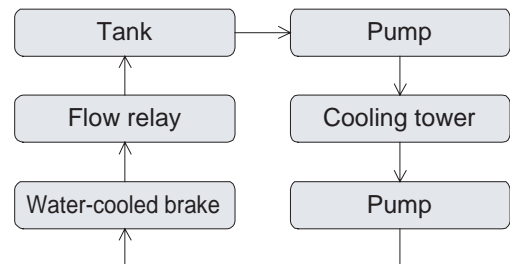 Tank
Pump
Flow relay
Cooling tower
Water-cooled brake
Pump